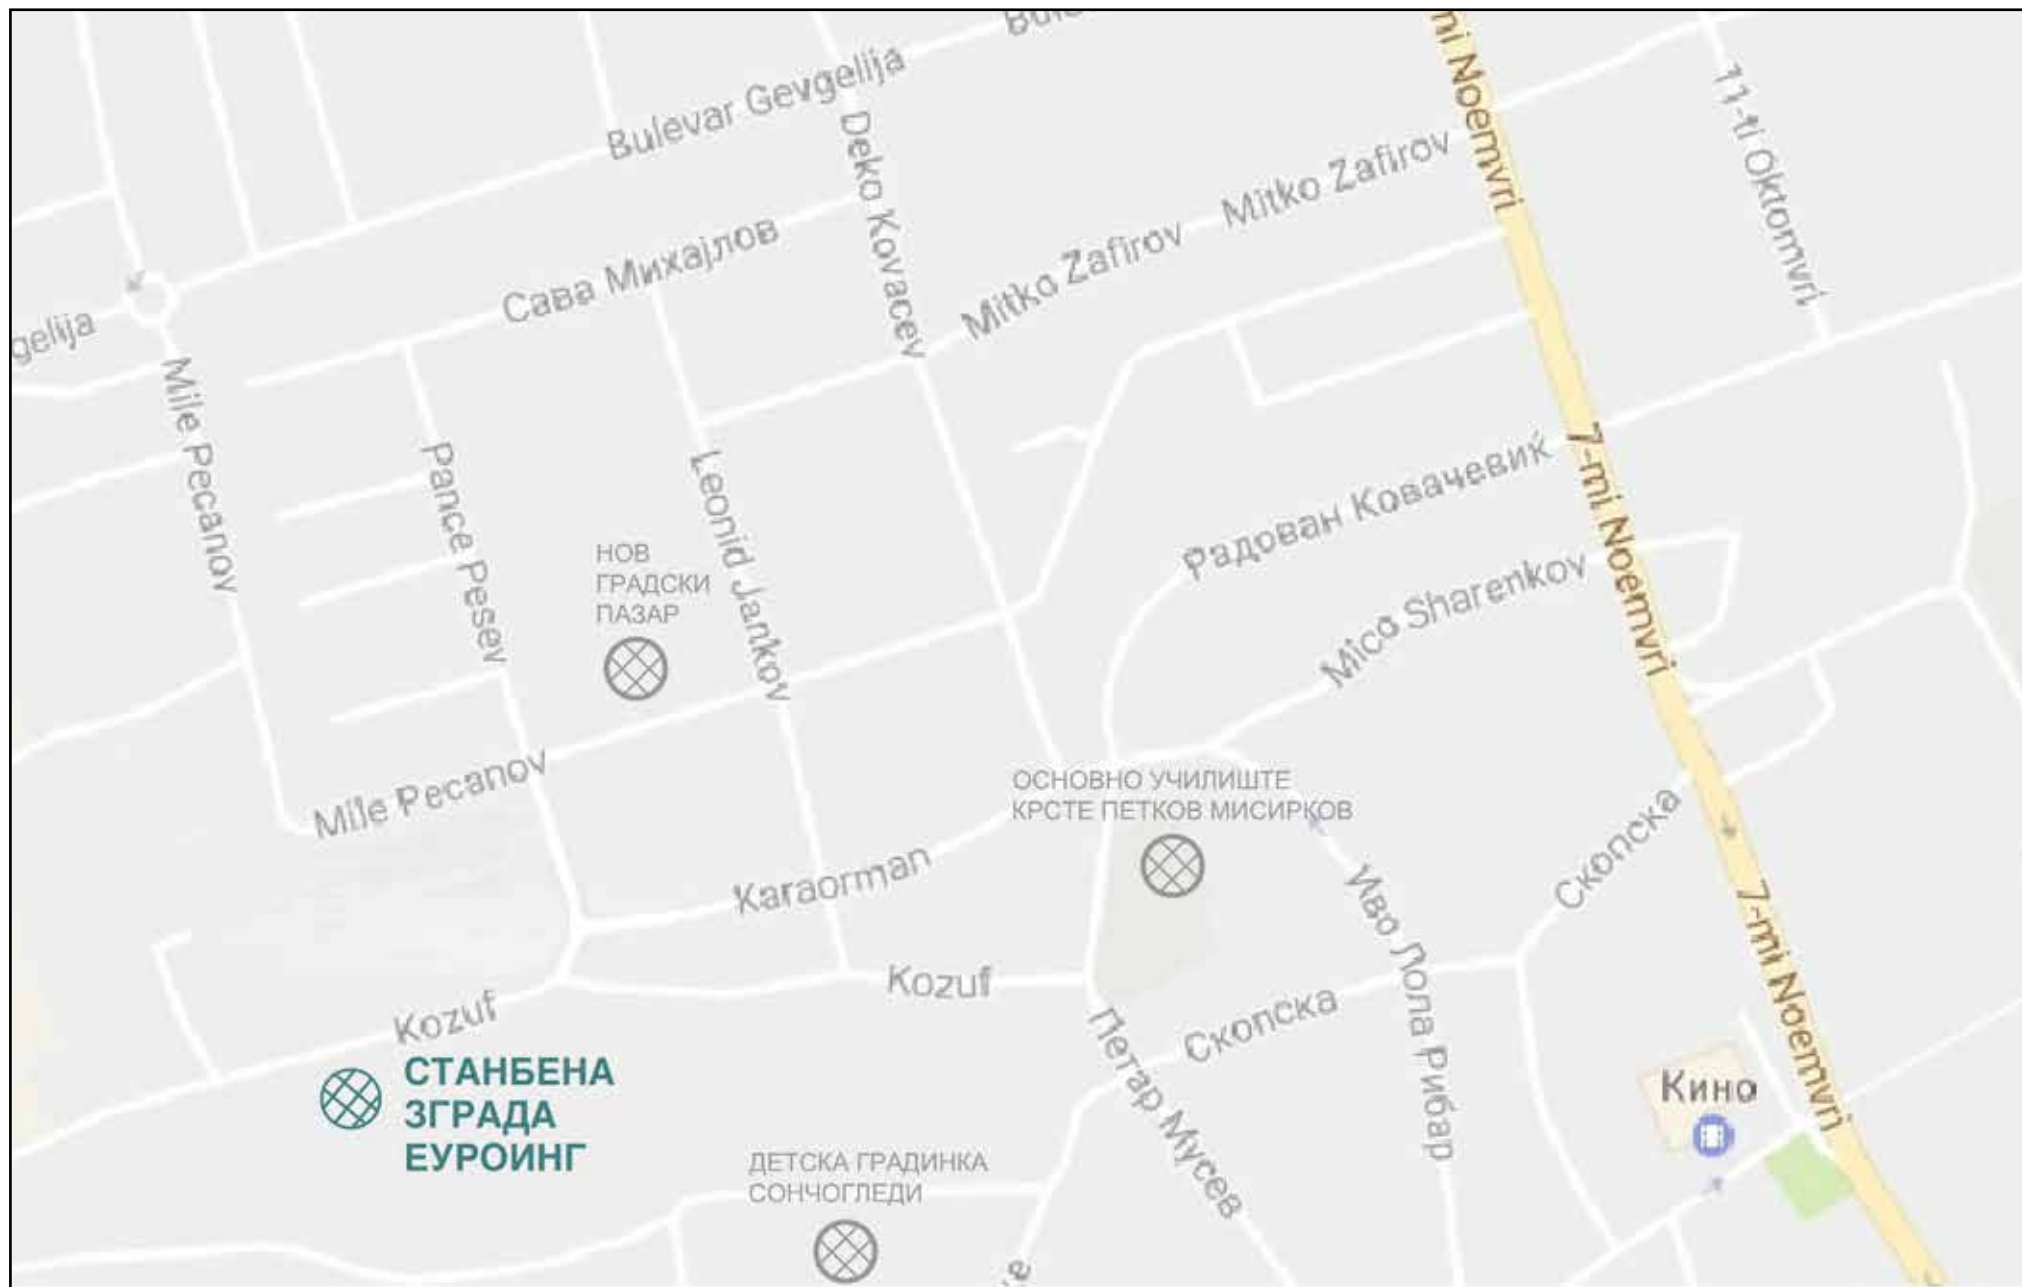 mi Noemvri
11-ti Oktomvri
Bulevar Gevgelija
Deko Kovacev
Mitko Zafirov
Mitko Zafirov
Сава Михајлов
gelija
Mile Pecanov
Pance Pesev
Leonid Jankov
7-mi Noemvri
Радован Ковачевиќ
Mico Sharenkov
НОВ
ГРАДСКИ
ПАЗАР
Mile Pecanov
ОСНОВНО УЧИЛИШТЕ
КРСТЕ ПЕТКОВ МИСИРКОВ
Karaorman
Скопска
Иво Лола Рибар
7-mi Noemvri
Kozuf
Kozuf
Скопска
Петар Мусев
СТАНБЕНА
ЗГРАДА
ЕУРОИНГ
Кино
ДЕТСКА ГРАДИНКА
СОНЧОГЛЕДИ